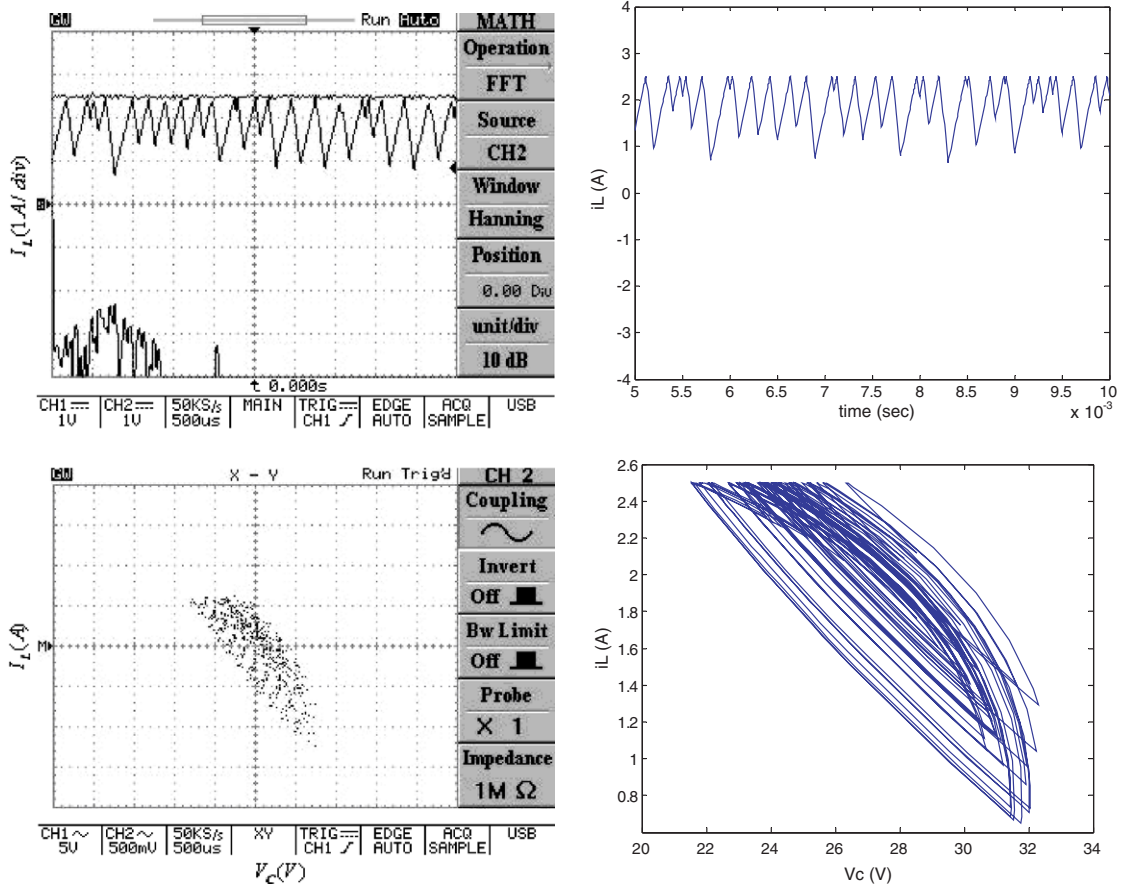 GW Run Auto
MATH
Operation
FFT
Source
CH2
Window
Hanning
Position
0.00 Div
unit/div
10 dB
I_L(1A/div)
t 0.000s
CH1 CH2 50KS/s MAIN TRIG EDGE ACQ USB
1V 1V 500us CH1 AUTO SAMPLE
4
3
2
1
0
-1
-2
-3
-4
iL (A)
5 5.5 6 6.5 7 7.5 8 8.5 9 9.5 10
time (sec)
x 10⁻³
GW X - Y Run Trig'd
CH 2
Coupling
Invert
Off
Bw Limit
Off
Probe
X 1
Impedance
1M Ω
I_L(A)
M
CH1 ~ CH2 ~ 50KS/s XY TRIG EDGE ACQ USB
5V 500mV 500us CH1 AUTO SAMPLE
V_C(V)
2.6
2.4
2.2
2
1.8
1.6
1.4
1.2
1
0.8
iL (A)
20 22 24 26 28 30 32 34
Vc (V)